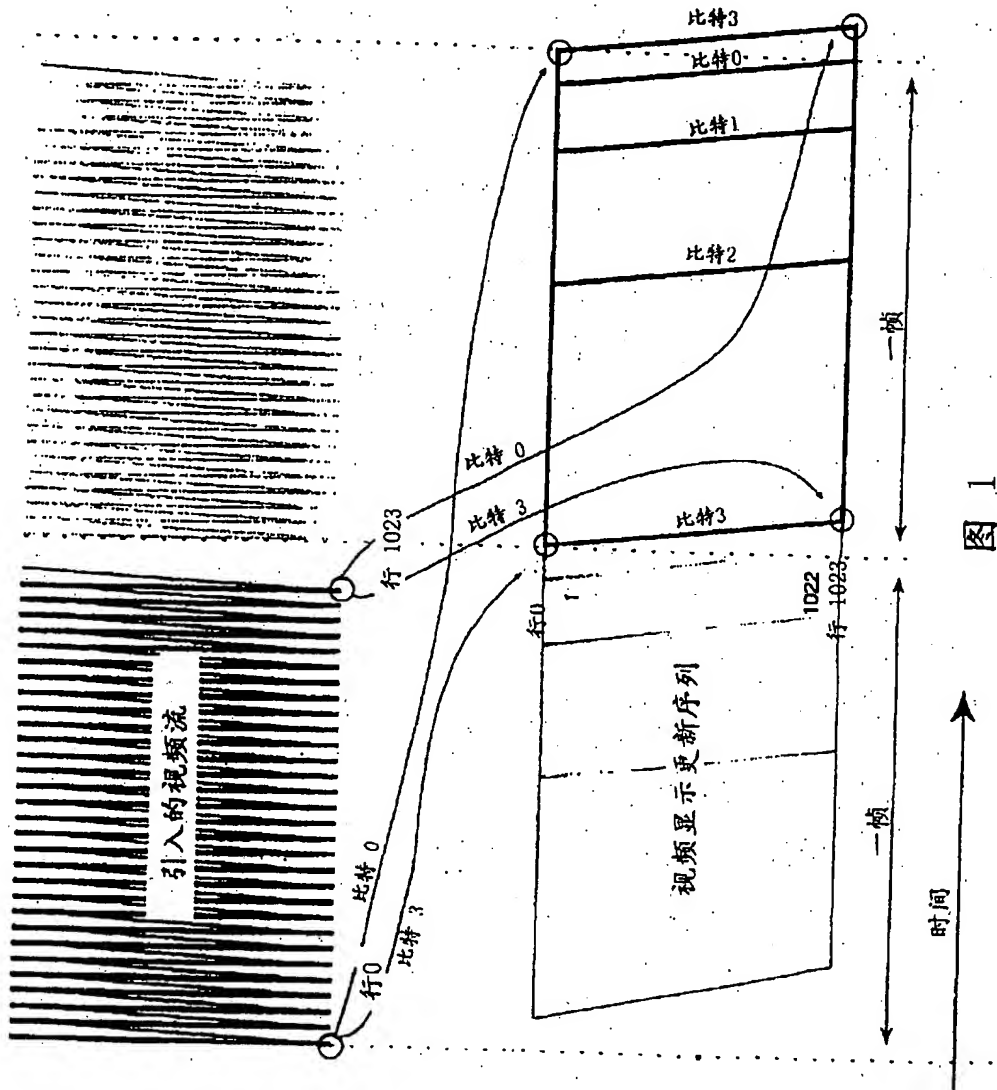 比特3
比特0
比特1
比特2
一帧
比特 0
行 1023
比特 3
比特3
引入的视频流
行0
1022
行 1023
视频显示更新序列
比特 0
行0
比特 3
一帧
时间
图 1